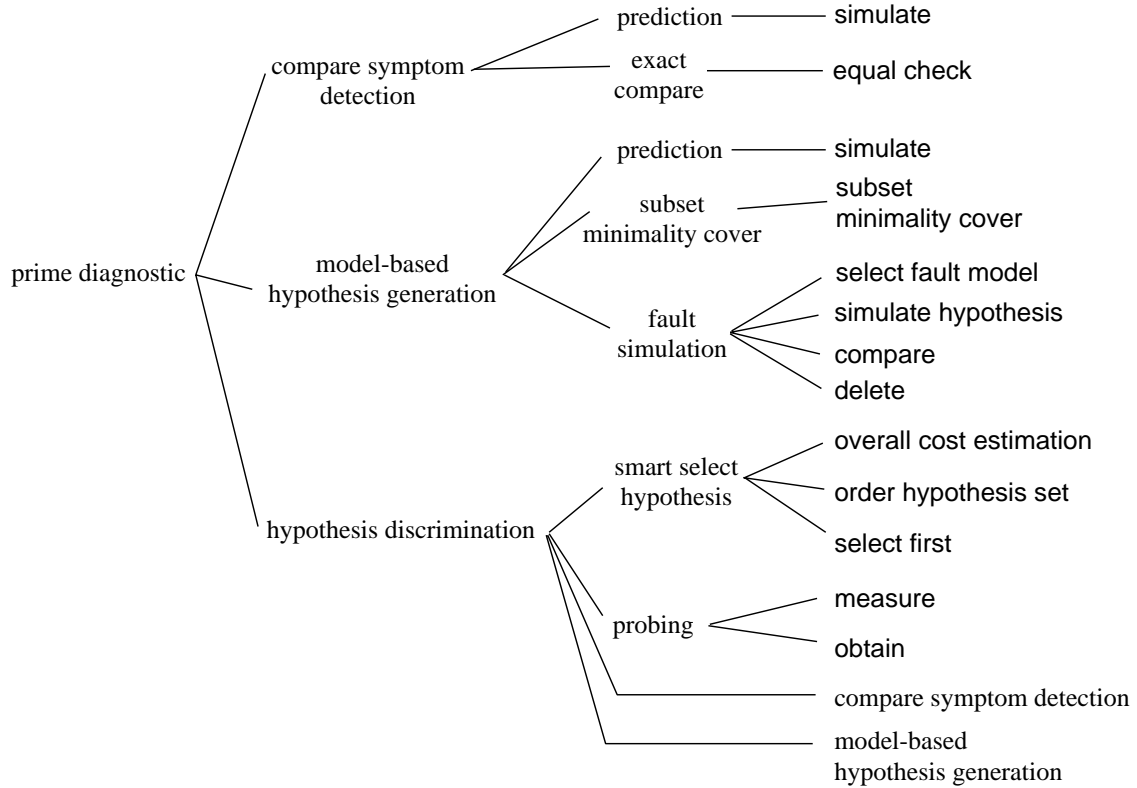 prediction
simulate
compare symptom
detection
exact
compare
equal check
prediction
simulate
subset
minimality cover
subset
minimality cover
prime diagnostic
model-based
hypothesis generation
select fault model
fault
simulation
simulate hypothesis
compare
delete
overall cost estimation
smart select
hypothesis
order hypothesis set
select first
hypothesis discrimination
measure
probing
obtain
compare symptom detection
model-based
hypothesis generation